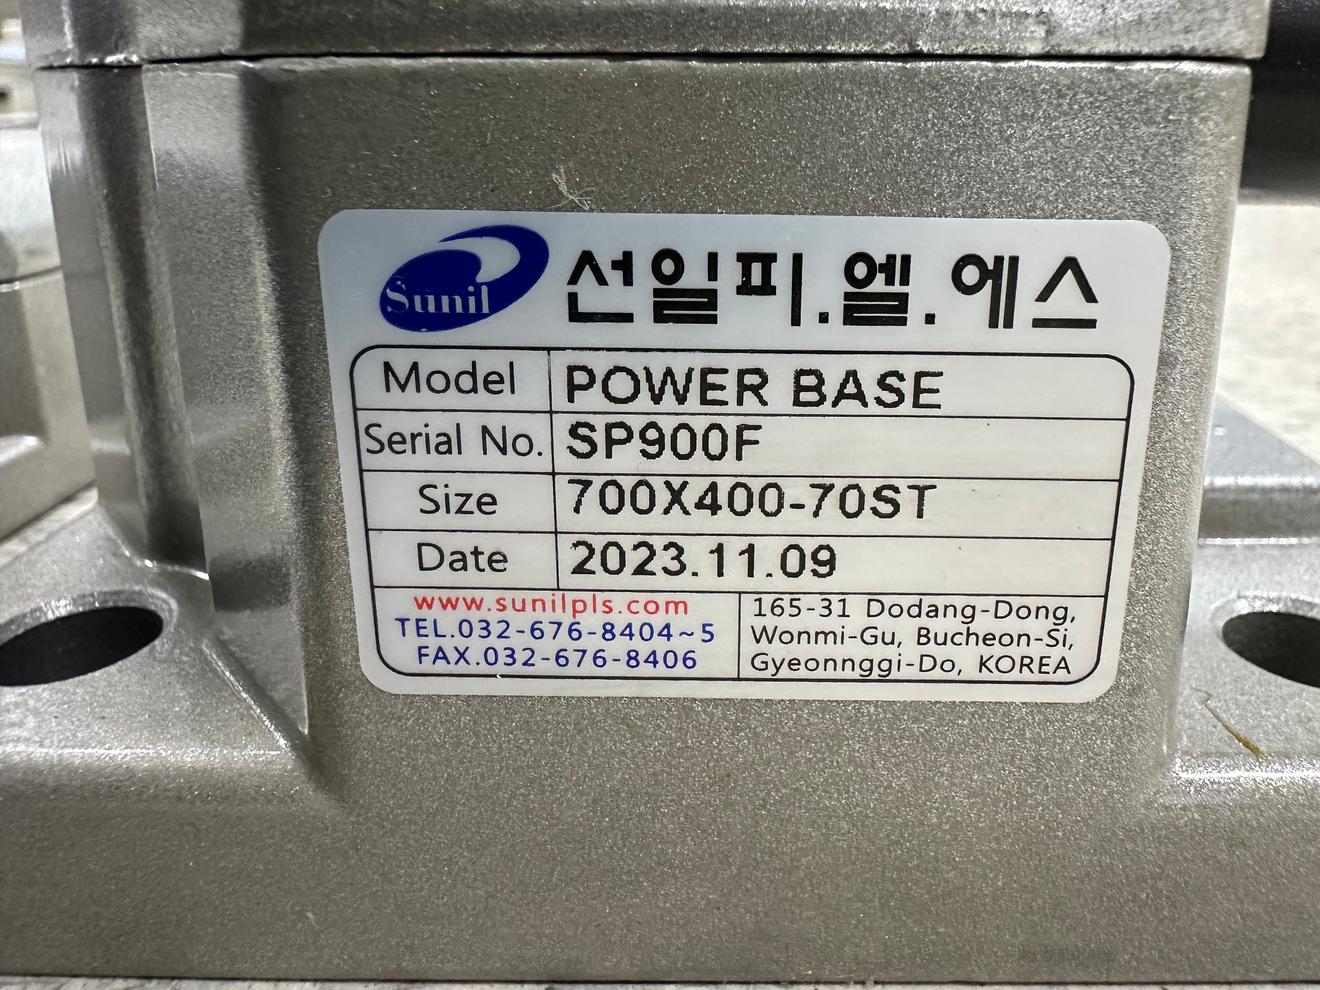 Sunil 선일피.엘.에스
Model POWER BASE
Serial No. SP900F
Size 700X400-70ST
Date 2023.11.09
www.sunilpls.com
TEL.032-676-8404~5
FAX.032-676-8406
165-31 Dodang-Dong,
Wonmi-Gu, Bucheon-Si,
Gyeonnggi-Do, KOREA